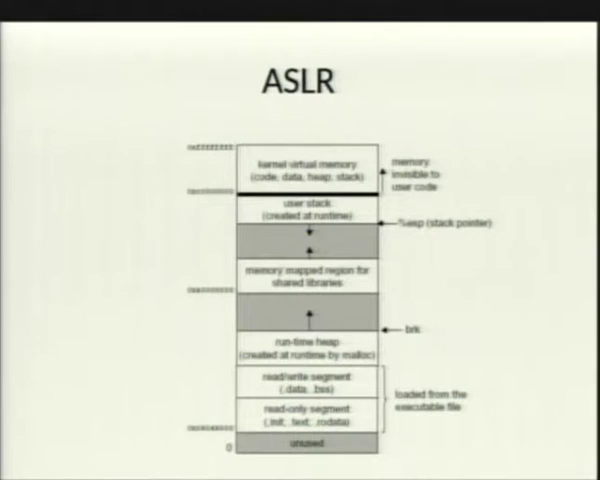 ASLR
kernel virtual memory
(code, data, heap, stack)
memory
invisible to
user code
user stack
(created at runtime)
%esp (stack pointer)
memory mapped region for
shared libraries
brk
run-time heap
(created at runtime by malloc)
read/write segment
(.data, .bss)
loaded from the
executable file
read-only segment
(.init, .text, .rodata)
unused
0